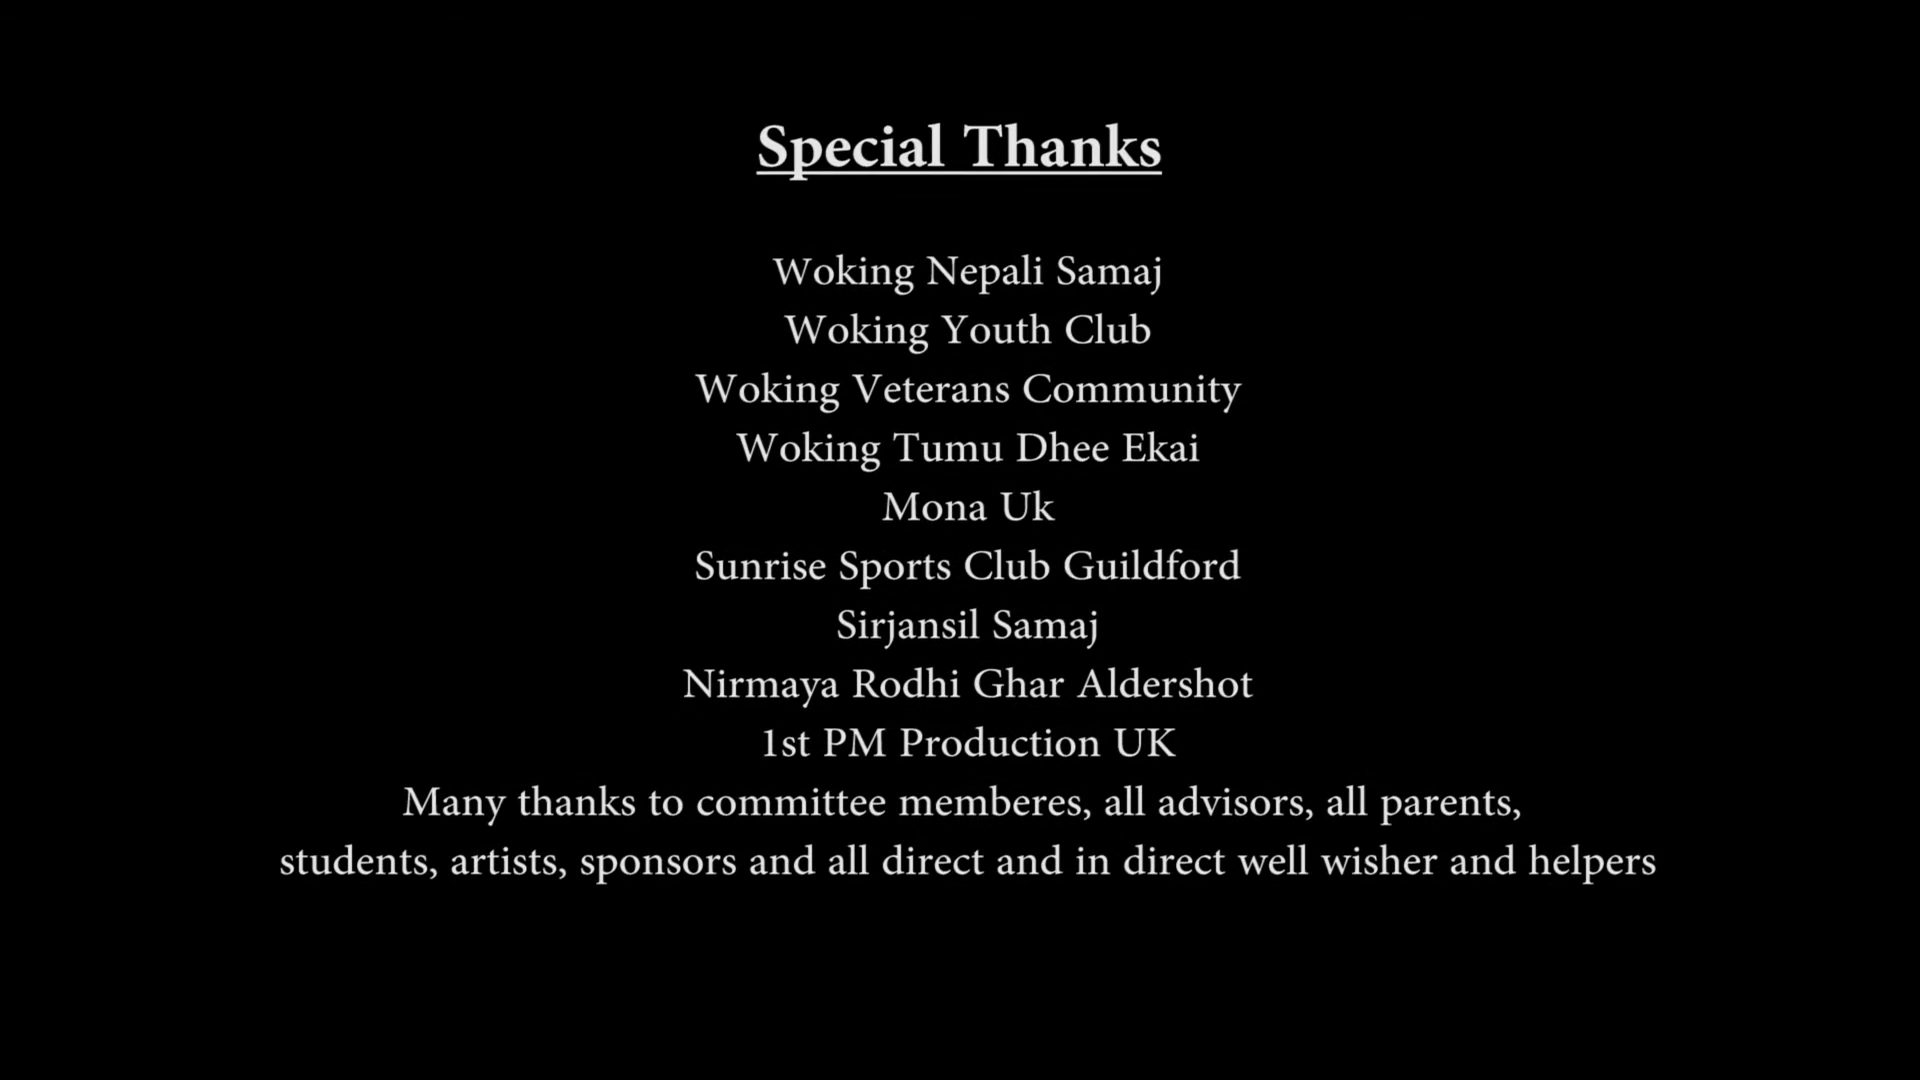 Special Thanks
Woking Nepali Samaj
Woking Youth Club
Woking Veterans Community
Woking Tumu Dhee Ekai
Mona Uk
Sunrise Sports Club Guildford
Sirjansil Samaj
Nirmaya Rodhi Ghar Aldershot
1st PM Production UK
Many thanks to committee memberes, all advisors, all parents,
students, artists, sponsors and all direct and in direct well wisher and helpers